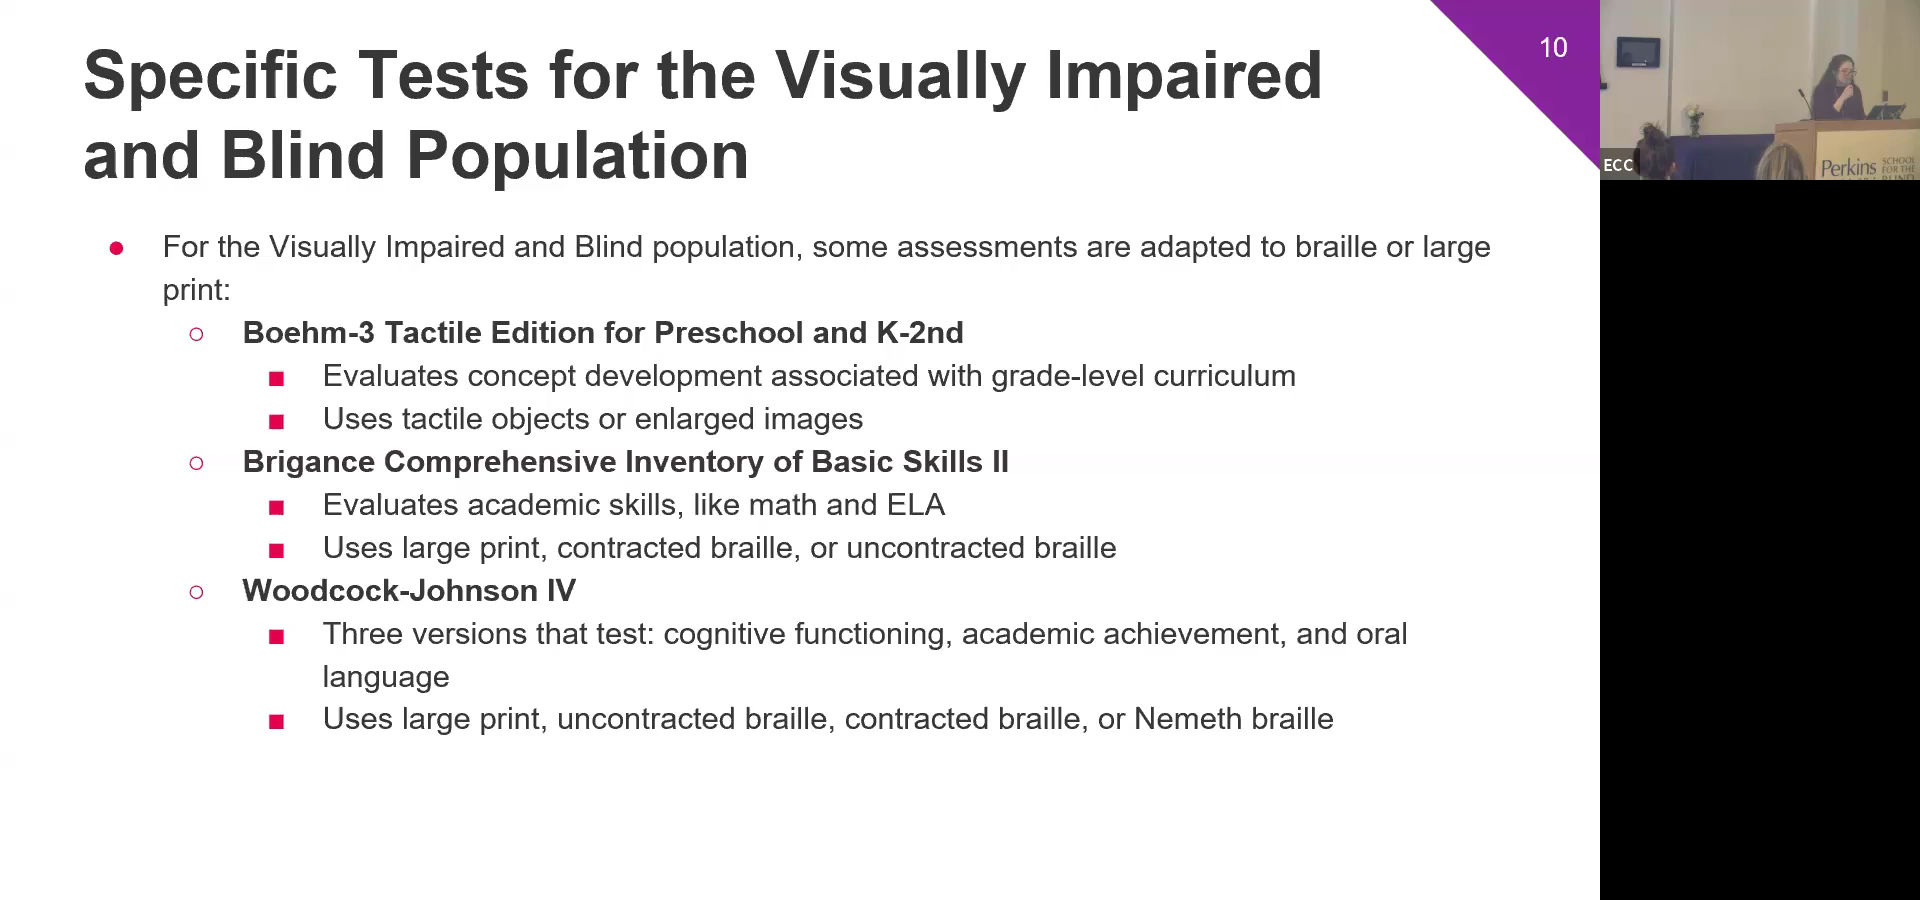 Specific Tests for the Visually Impaired
and Blind Population
10
● For the Visually Impaired and Blind population, some assessments are adapted to braille or large
print:
○ Boehm-3 Tactile Edition for Preschool and K-2nd
■ Evaluates concept development associated with grade-level curriculum
■ Uses tactile objects or enlarged images
○ Brigance Comprehensive Inventory of Basic Skills II
■ Evaluates academic skills, like math and ELA
■ Uses large print, contracted braille, or uncontracted braille
○ Woodcock-Johnson IV
■ Three versions that test: cognitive functioning, academic achievement, and oral
language
■ Uses large print, uncontracted braille, contracted braille, or Nemeth braille
ECC
Perkins
SCHOOL
FOR THE
BLIND